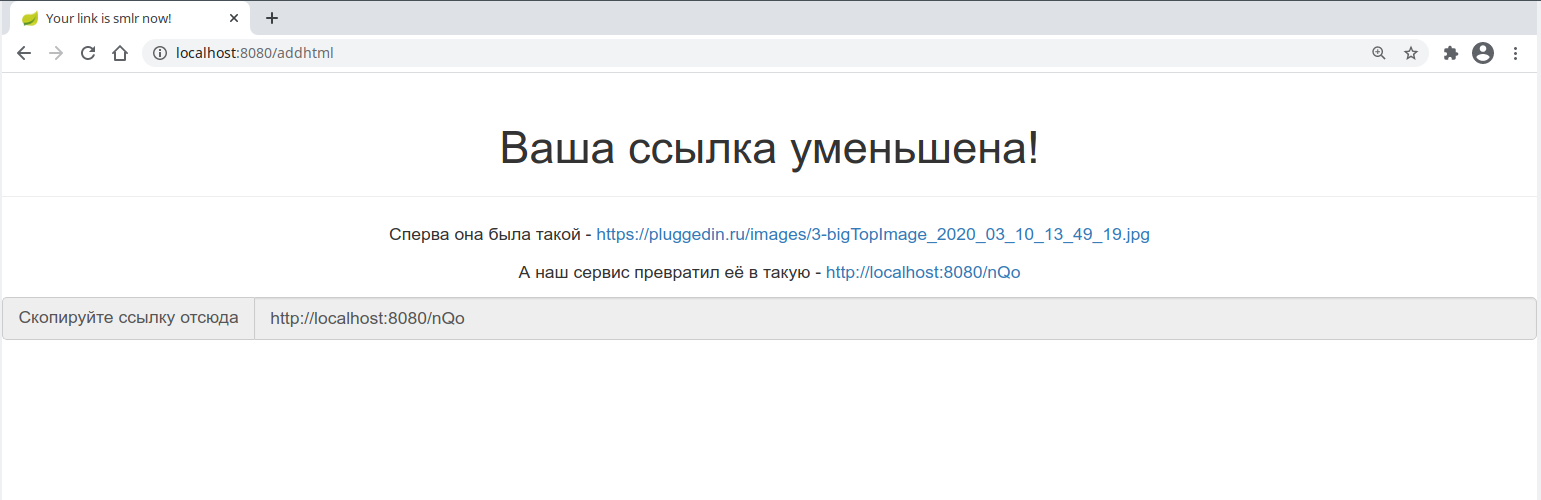 Your link is smlr now!
localhost:8080/addhtml
Ваша ссылка уменьшена!
Сперва она была такой - https://pluggedin.ru/images/3-bigTopImage_2020_03_10_13_49_19.jpg
А наш сервис превратил её в такую - http://localhost:8080/nQo
Скопируйте ссылку отсюда http://localhost:8080/nQo